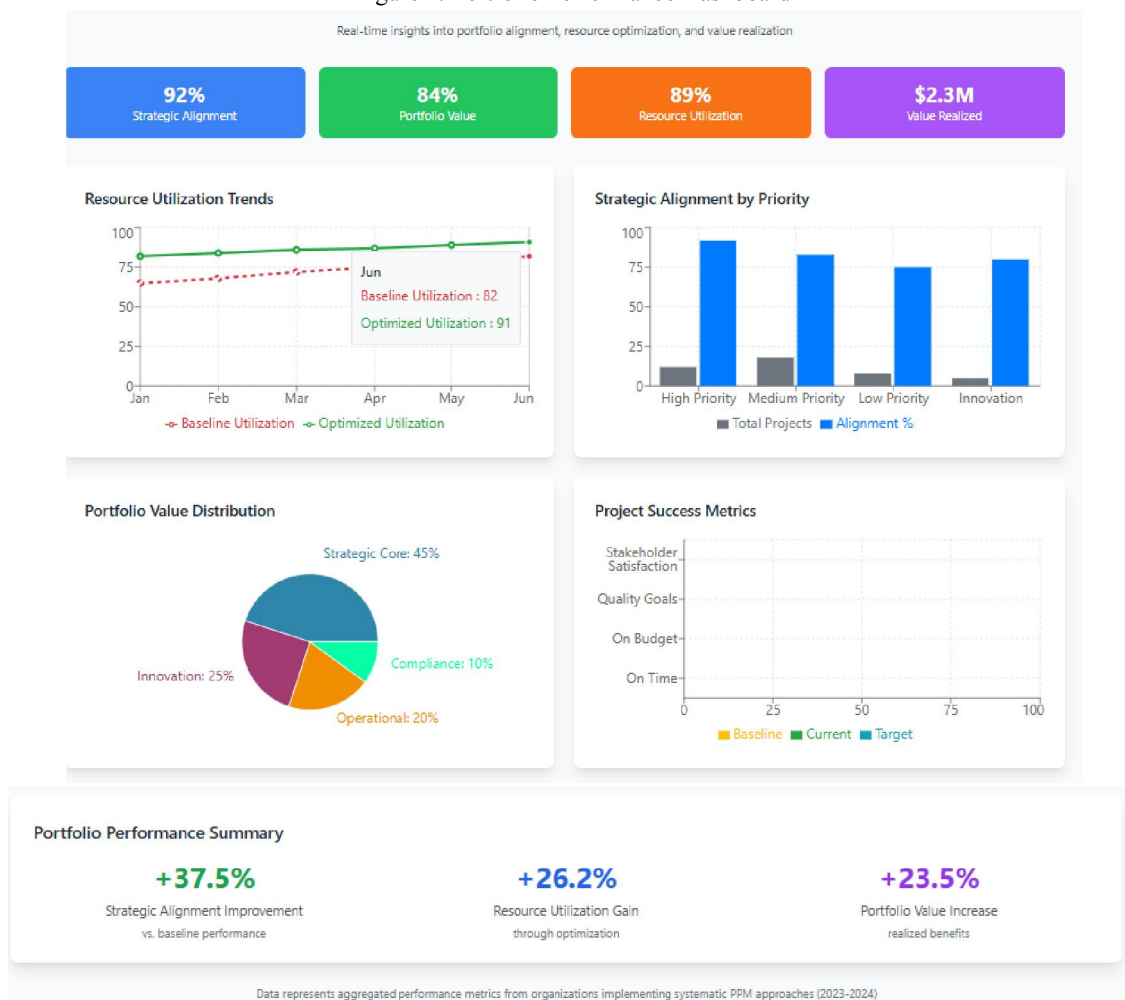 Real-time insights into portfolio alignment, resource optimization, and value realization
92%
Strategic Alignment
84%
Portfolio Value
89%
Resource Utilization
$2.3M
Value Realized
Resource Utilization Trends
100
75
50
25
0
Jan Feb Mar Apr May Jun
Jun
Baseline Utilization : 82
Optimized Utilization : 91
Baseline Utilization Optimized Utilization
Strategic Alignment by Priority
100
75
50
25
0
High Priority Medium Priority Low Priority Innovation
Total Projects Alignment %
Portfolio Value Distribution
Strategic Core: 45%
Innovation: 25%
Compliance: 10%
Operational: 20%
Project Success Metrics
Stakeholder
Satisfaction
Quality Goals
On Budget
On Time
0 25 50 75 100
Baseline Current Target
Portfolio Performance Summary
+37.5%
Strategic Alignment Improvement
vs. baseline performance
+26.2%
Resource Utilization Gain
through optimization
+23.5%
Portfolio Value Increase
realized benefits
Data represents aggregated performance metrics from organizations implementing systematic PPM approaches (2023-2024)